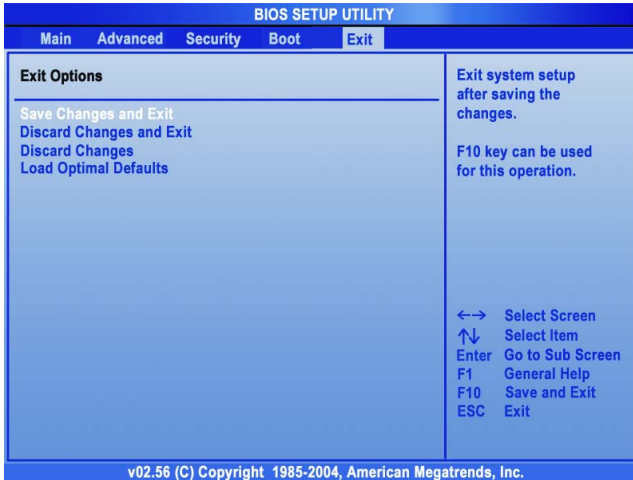 BIOS SETUP UTILITY
Main Advanced Security Boot Exit
Exit Options
Save Changes and Exit
Discard Changes and Exit
Discard Changes
Load Optimal Defaults
Exit system setup
after saving the
changes.
F10 key can be used
for this operation.
←→ Select Screen
↑↓ Select Item
Enter Go to Sub Screen
F1 General Help
F10 Save and Exit
ESC Exit
v02.56 (C) Copyright 1985-2004, American Megatrends, Inc.